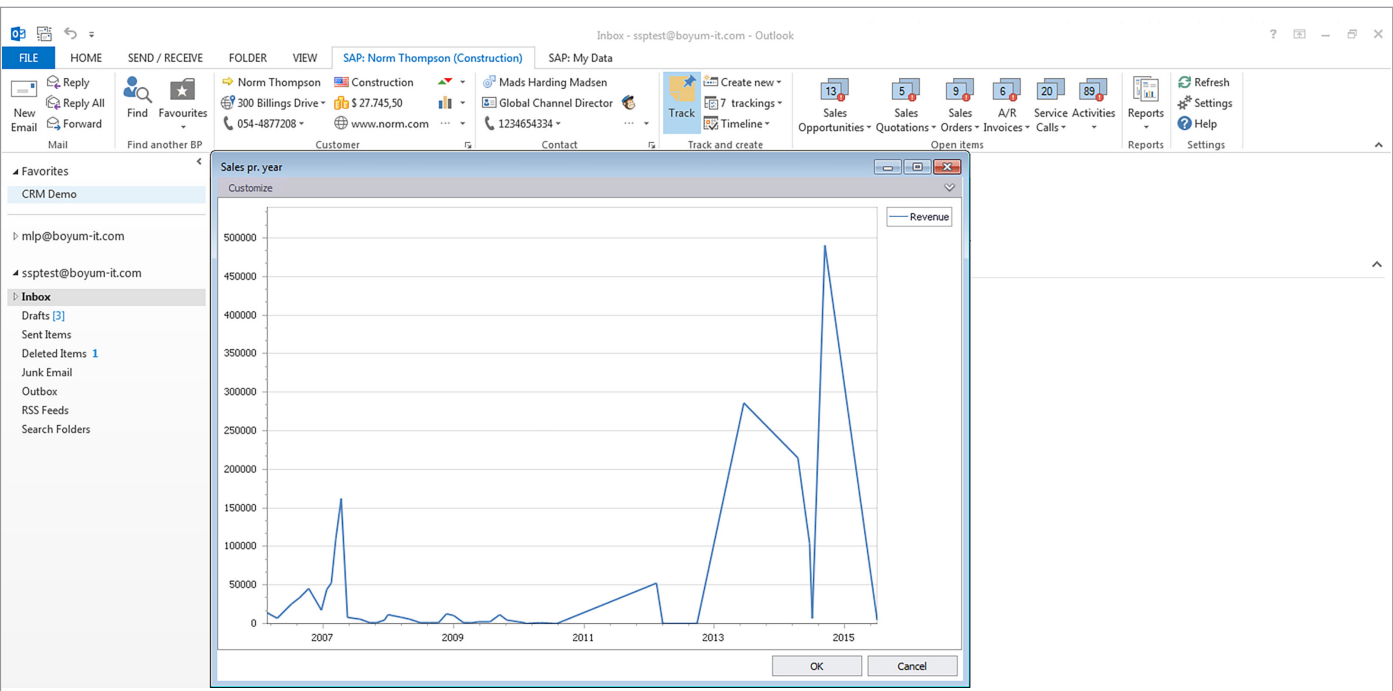 Inbox - ssptest@boyum-it.com - Outlook
FILE HOME SEND / RECEIVE FOLDER VIEW SAP: Norm Thompson (Construction) SAP: My Data
New Email
Reply
Reply All
Forward
Mail
Find
Favourites
Find another BP
Norm Thompson
300 Billings Drive
054-4877208
Construction
$ 27.745,50
www.norm.com
Customer
Mads Harding Madsen
Global Channel Director
1234654334
Contact
Track
Create new
7 trackings
Timeline
Track and create
13 Sales Opportunities
5 Sales Quotations
9 Sales Orders
6 A/R Invoices
20 Service Calls
89 Activities
Open items
Reports
Reports
Refresh
Settings
Help
Settings
Favorites
CRM Demo
mlp@boyum-it.com
ssptest@boyum-it.com
Inbox
Drafts [3]
Sent Items
Deleted Items 1
Junk Email
Outbox
RSS Feeds
Search Folders
Sales pr. year
Customize
Revenue
500000
450000
400000
350000
300000
250000
200000
150000
100000
50000
0
2007 2009 2011 2013 2015
OK Cancel